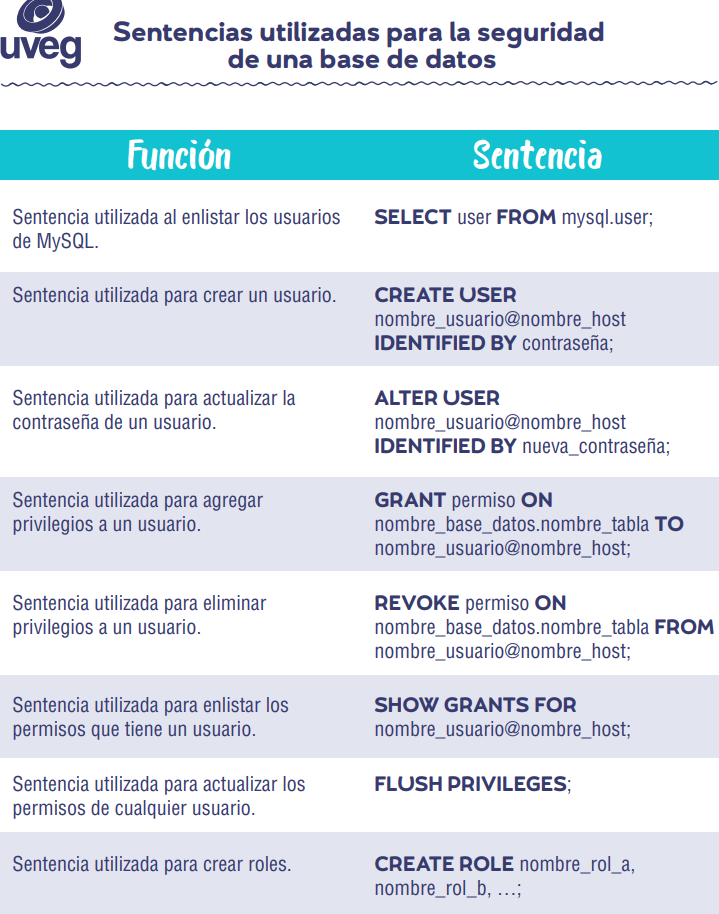 uveg
Sentencias utilizadas para la seguridad
de una base de datos
Función
Sentencia
Sentencia utilizada al enlistar los usuarios
de MySQL.
SELECT user FROM mysql.user;
Sentencia utilizada para crear un usuario.
CREATE USER
nombre_usuario@nombre_host
IDENTIFIED BY contraseña;
Sentencia utilizada para actualizar la
contraseña de un usuario.
ALTER USER
nombre_usuario@nombre_host
IDENTIFIED BY nueva_contraseña;
Sentencia utilizada para agregar
privilegios a un usuario.
GRANT permiso ON
nombre_base_datos.nombre_tabla TO
nombre_usuario@nombre_host;
Sentencia utilizada para eliminar
privilegios a un usuario.
REVOKE permiso ON
nombre_base_datos.nombre_tabla FROM
nombre_usuario@nombre_host;
Sentencia utilizada para enlistar los
permisos que tiene un usuario.
SHOW GRANTS FOR
nombre_usuario@nombre_host;
Sentencia utilizada para actualizar los
permisos de cualquier usuario.
FLUSH PRIVILEGES;
Sentencia utilizada para crear roles.
CREATE ROLE nombre_rol_a,
nombre_rol_b, …;